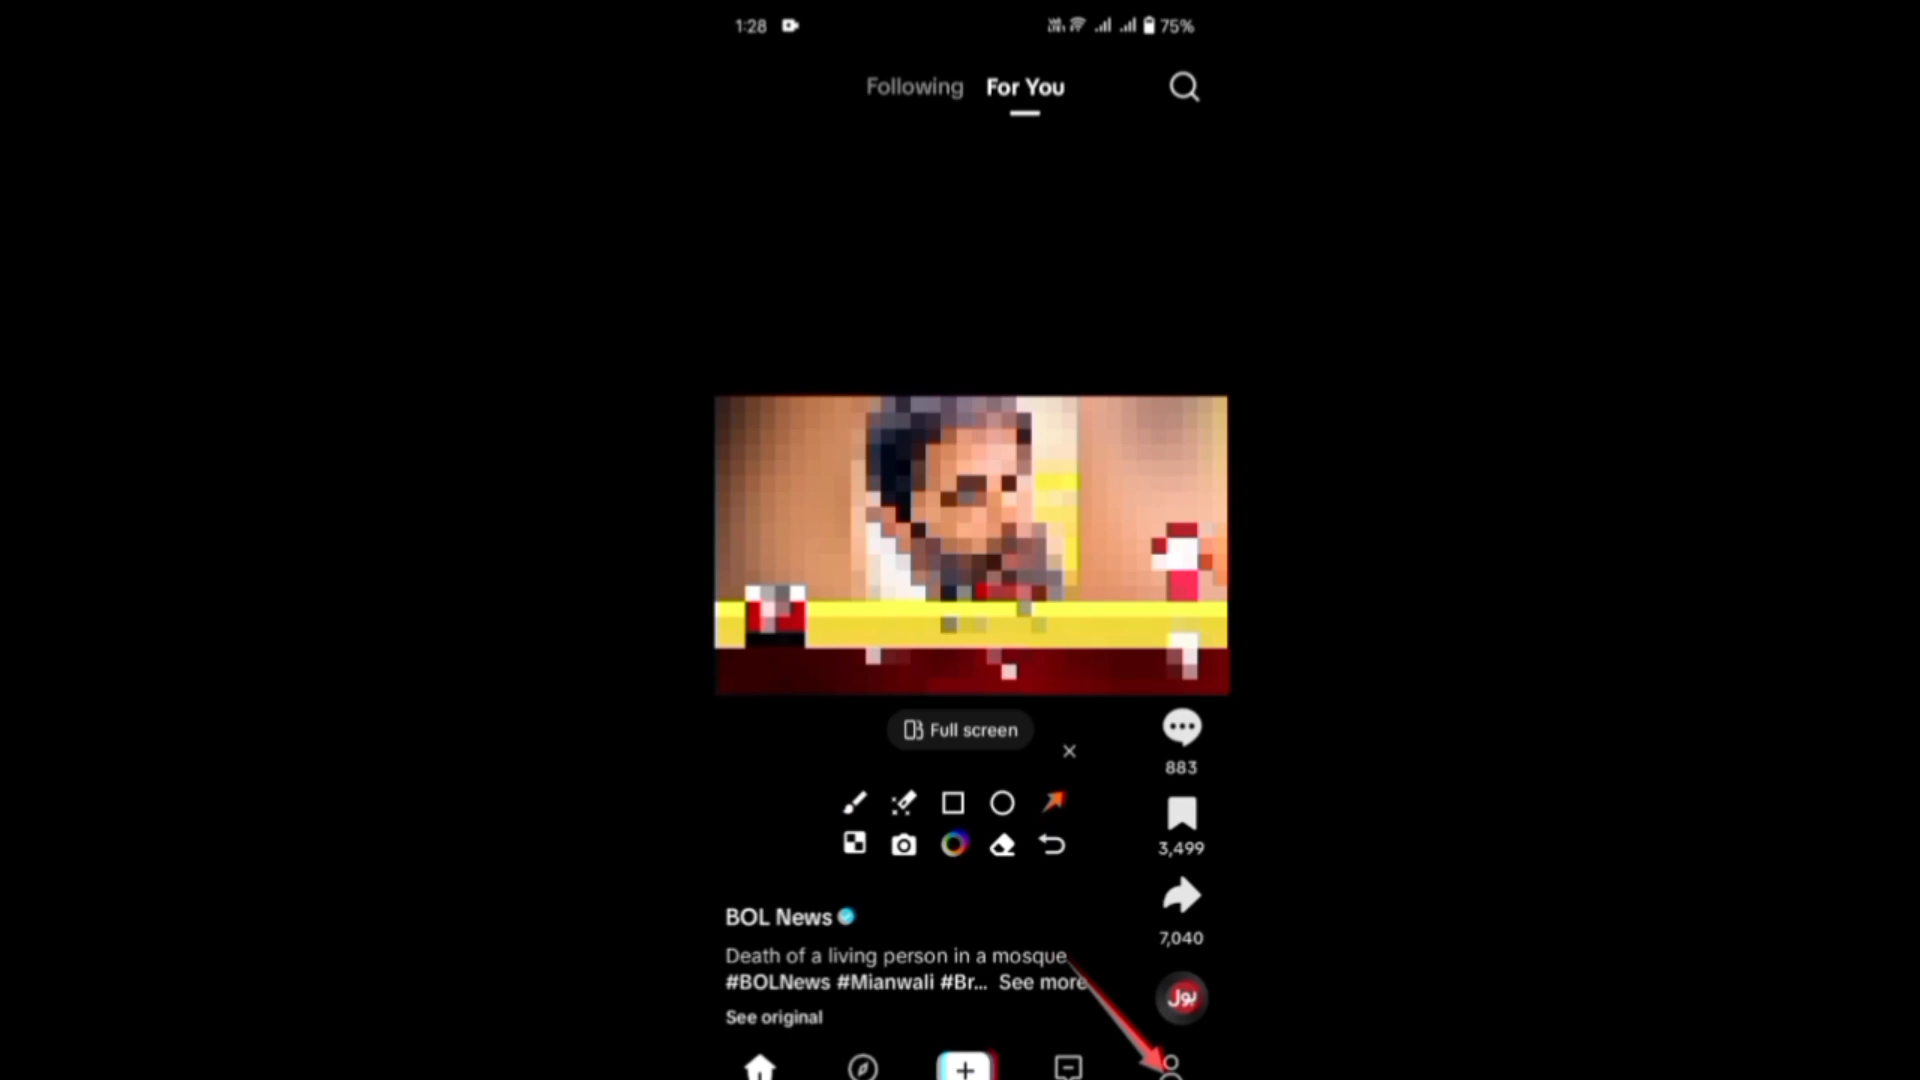 1:28
75%
Following For You
Full screen
883
3,499
7,040
BOL News
Death of a living person in a mosque
#BOLNews #Mianwali #Br... See more
See original
بول